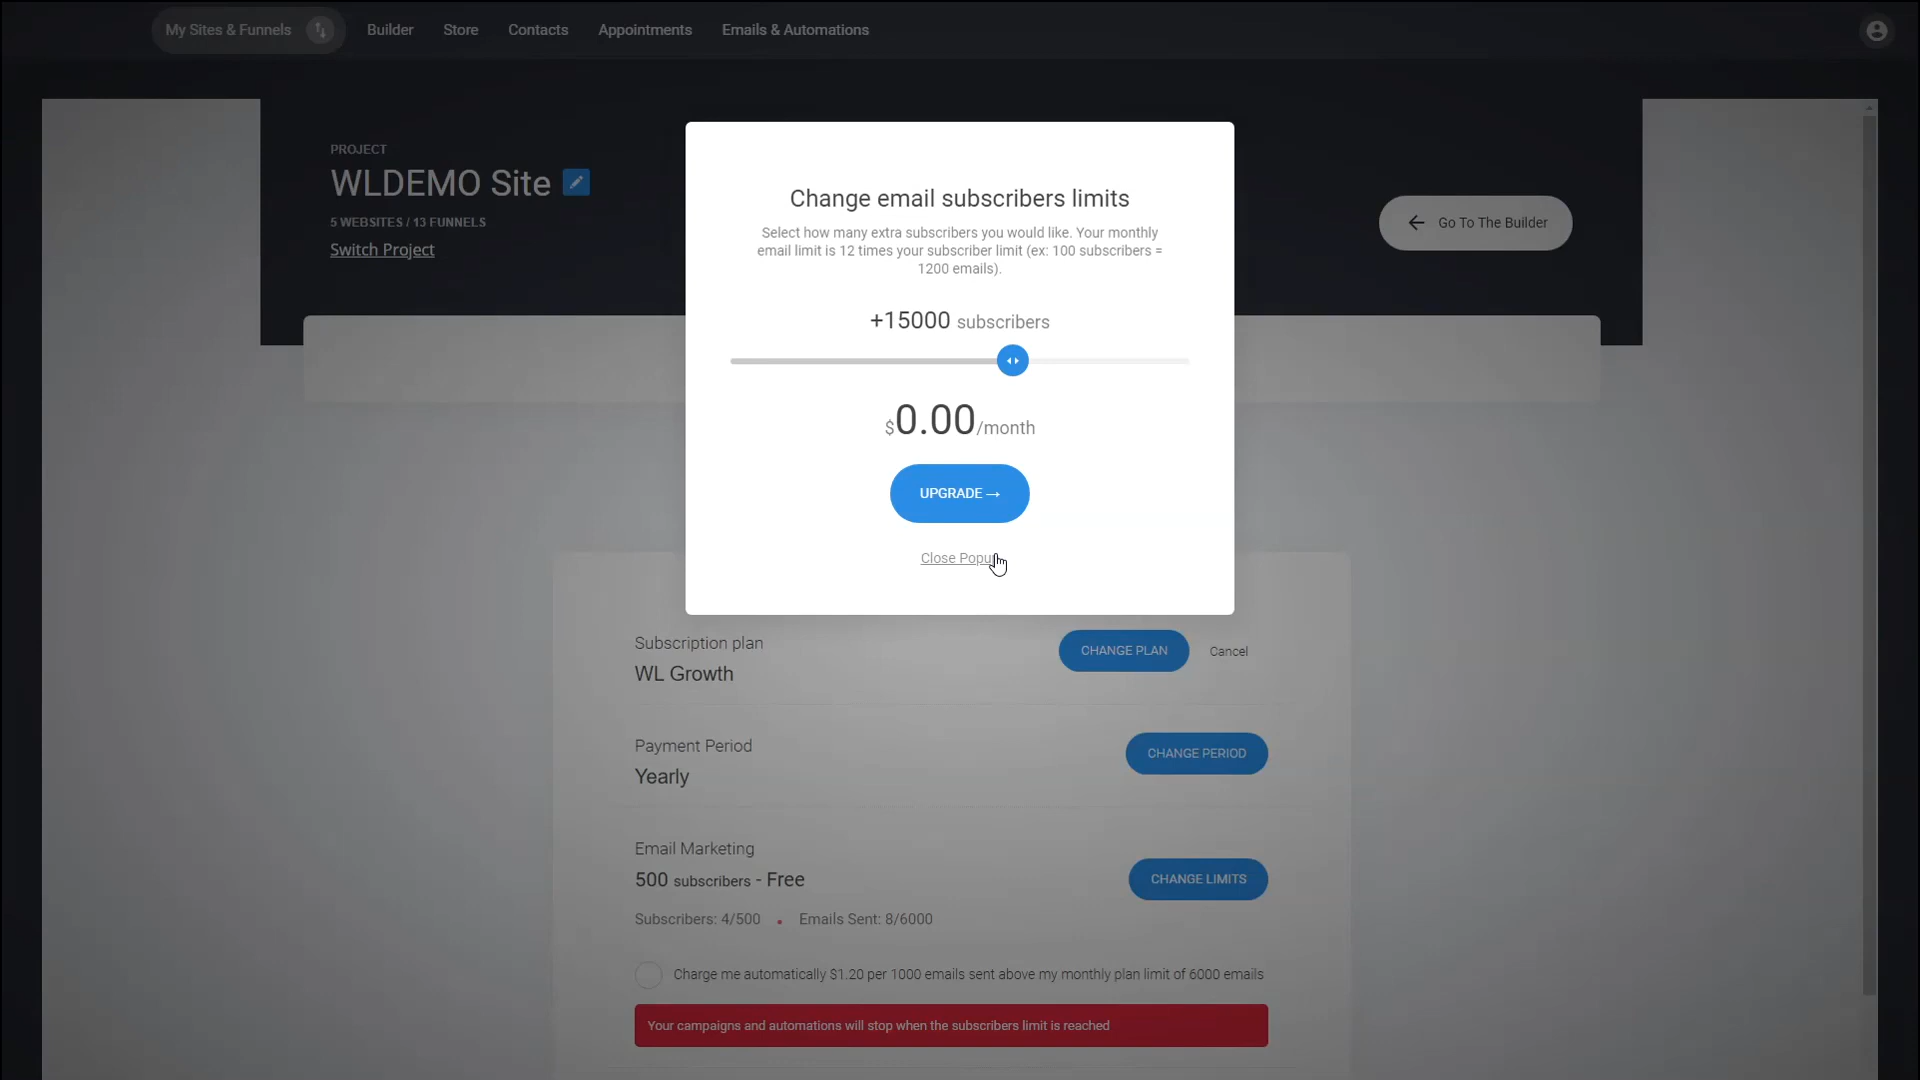 My Sites & Funnels
Builder
Store
Contacts
Appointments
Emails & Automations
PROJECT
WLDEMO Site
5 WEBSITES / 13 FUNNELS
Switch Project
Go To The Builder
Change email subscribers limits
Select how many extra subscribers you would like. Your monthly
email limit is 12 times your subscriber limit (ex: 100 subscribers =
1200 emails).
+15000 subscribers
$0.00/month
UPGRADE →
Close Popup
Subscription plan
WL Growth
CHANGE PLAN
Cancel
Payment Period
Yearly
CHANGE PERIOD
Email Marketing
500 subscribers - Free
CHANGE LIMITS
Subscribers: 4/500 • Emails Sent: 8/6000
Charge me automatically $1.20 per 1000 emails sent above my monthly plan limit of 6000 emails
Your campaigns and automations will stop when the subscribers limit is reached